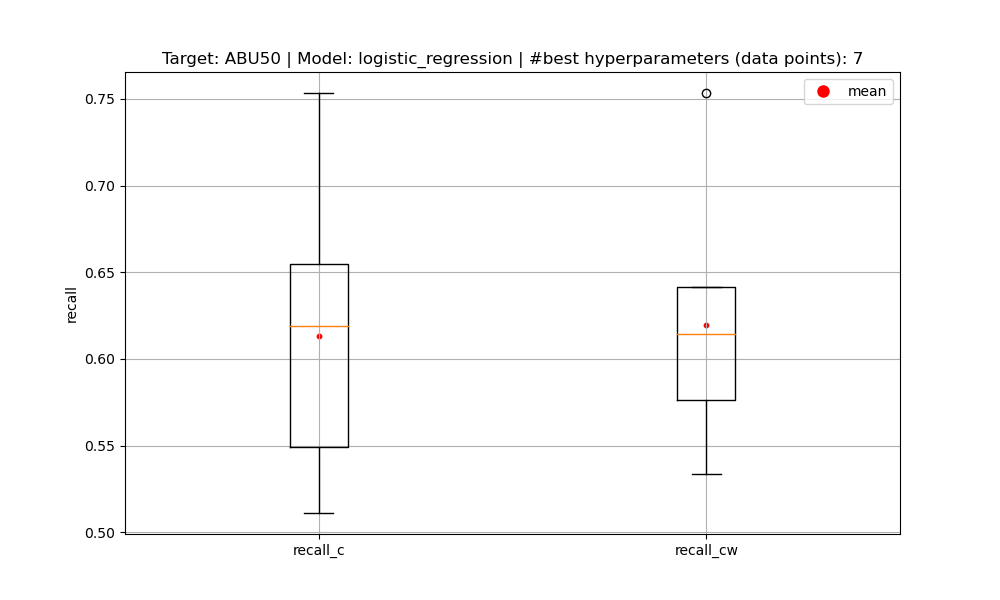 Target: ABU50 | Model: logistic_regression | #best hyperparameters (data points): 7
mean
0.75
0.70
0.65
0.60
0.55
0.50
recall
recall_c
recall_cw